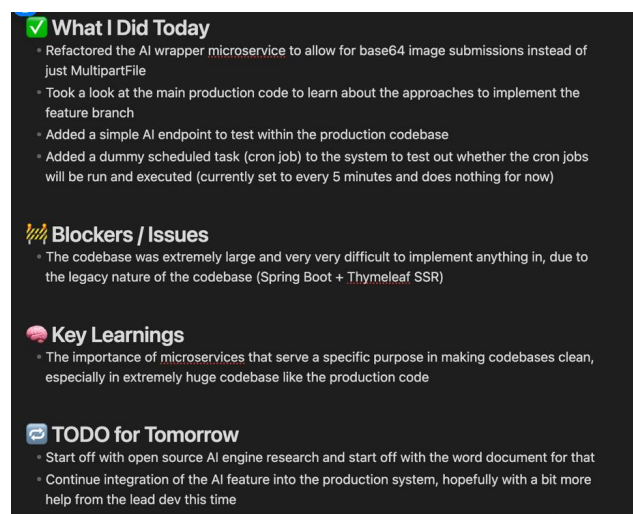 ✅ What I Did Today
• Refactored the AI wrapper microservice to allow for base64 image submissions instead of
just MultipartFile
• Took a look at the main production code to learn about the approaches to implement the
feature branch
• Added a simple AI endpoint to test within the production codebase
• Added a dummy scheduled task (cron job) to the system to test out whether the cron jobs
will be run and executed (currently set to every 5 minutes and does nothing for now)
🚧 Blockers / Issues
• The codebase was extremely large and very very difficult to implement anything in, due to
the legacy nature of the codebase (Spring Boot + Thymeleaf SSR)
🧠 Key Learnings
• The importance of microservices that serve a specific purpose in making codebases clean,
especially in extremely huge codebase like the production code
🔁 TODO for Tomorrow
• Start off with open source AI engine research and start off with the word document for that
• Continue integration of the AI feature into the production system, hopefully with a bit more
help from the lead dev this time